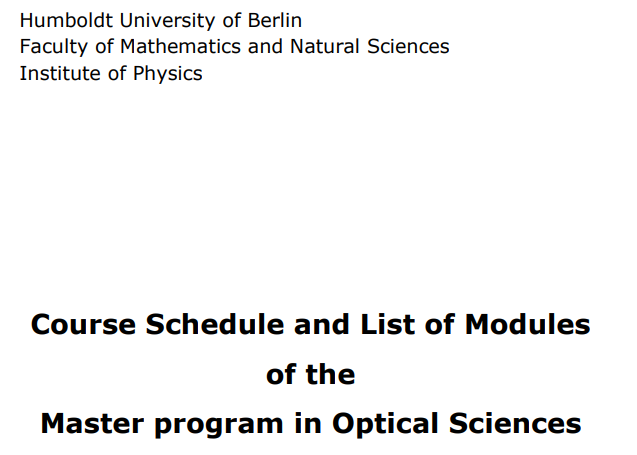 Humboldt University of Berlin
Faculty of Mathematics and Natural Sciences
Institute of Physics
Course Schedule and List of Modules
of the
Master program in Optical Sciences